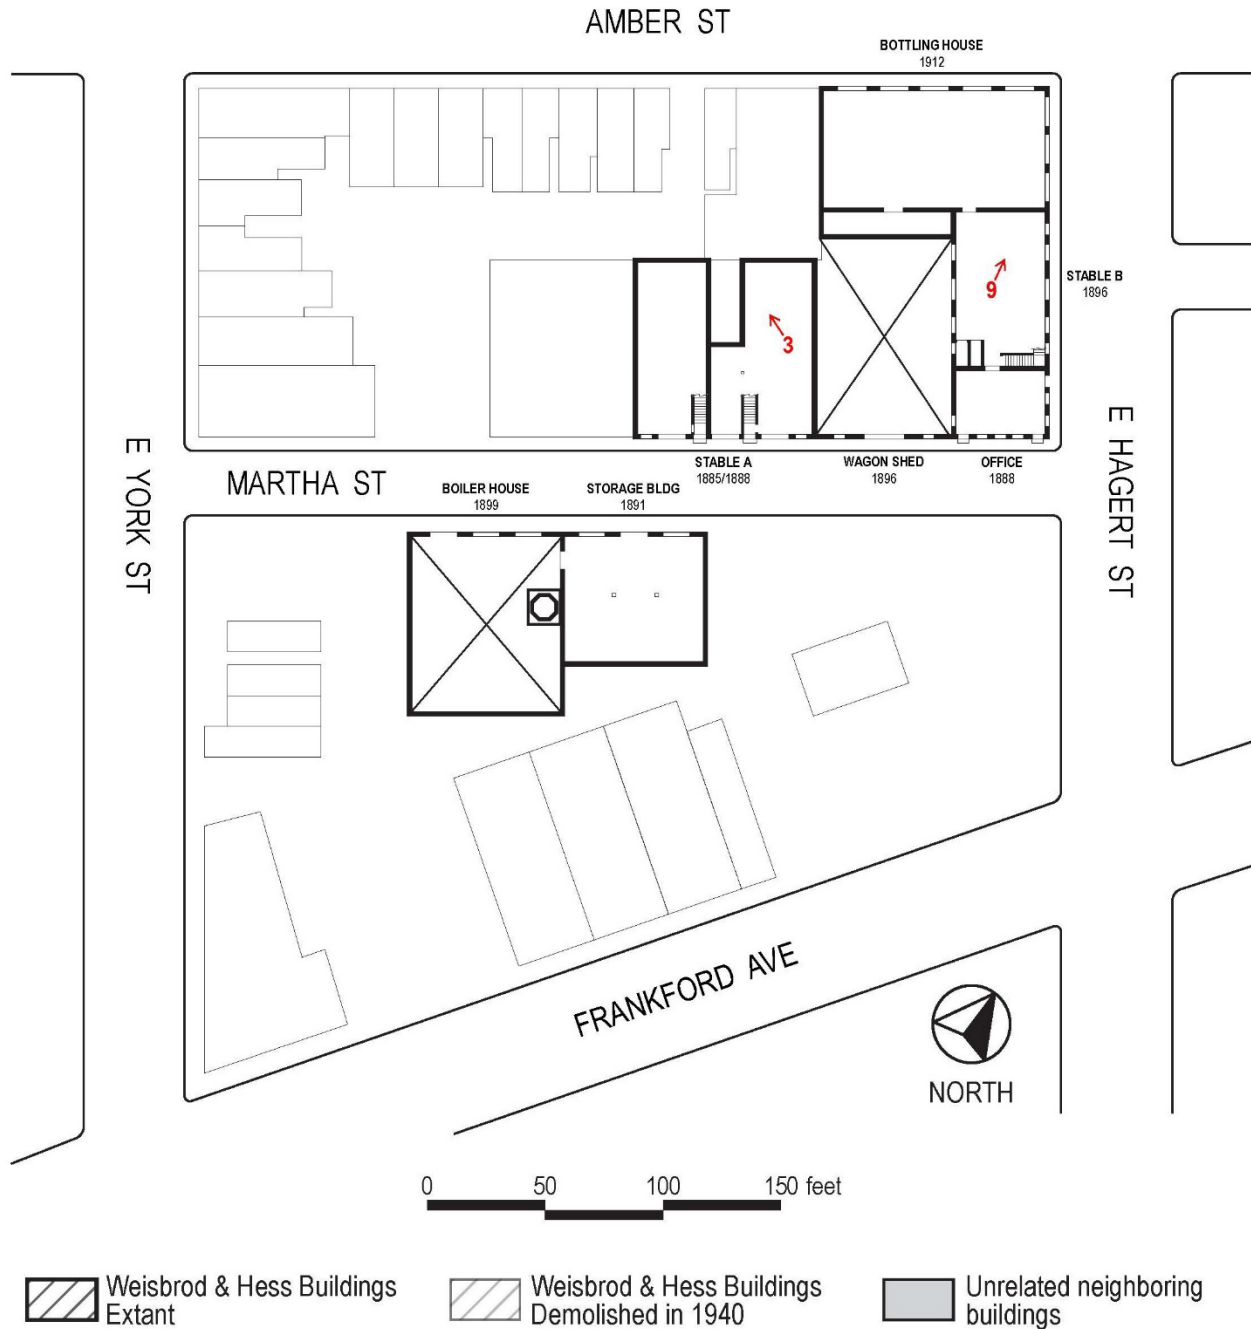 AMBER ST
BOTTLING HOUSE
1912
STABLE B
1896
9
3
E YORK ST
E HAGERT ST
MARTHA ST
STABLE A
1885/1888
WAGON SHED
1896
OFFICE
1888
BOILER HOUSE
1899
STORAGE BLDG
1891
FRANKFORD AVE
NORTH
0 50 100 150 feet
Weisbrod & Hess Buildings
Extant
Weisbrod & Hess Buildings
Demolished in 1940
Unrelated neighboring
buildings